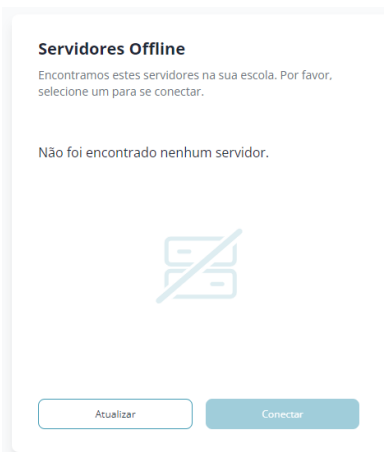 Servidores Offline
Encontramos estes servidores na sua escola. Por favor,
selecione um para se conectar.
Não foi encontrado nenhum servidor.
Atualizar
Conectar